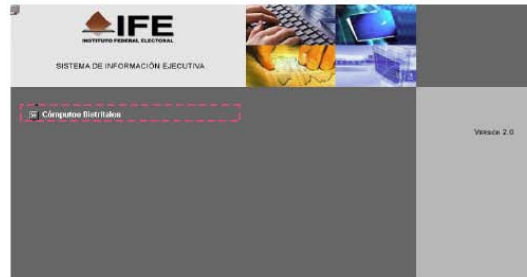 IFE
INSTITUTO FEDERAL ELECTORAL
SISTEMA DE INFORMACIÓN EJECUTIVA
Cómputos Distritales
Versión 2.0